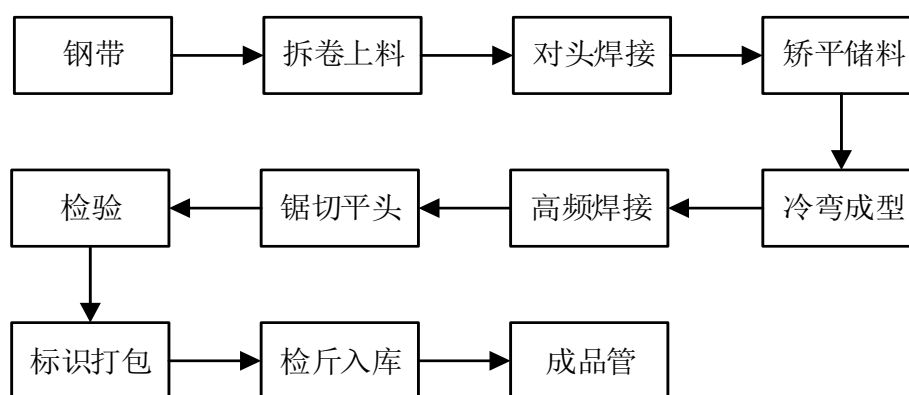 钢带
拆卷上料
对头焊接
矫平储料
冷弯成型
高频焊接
锯切平头
检验
标识打包
检斤入库
成品管